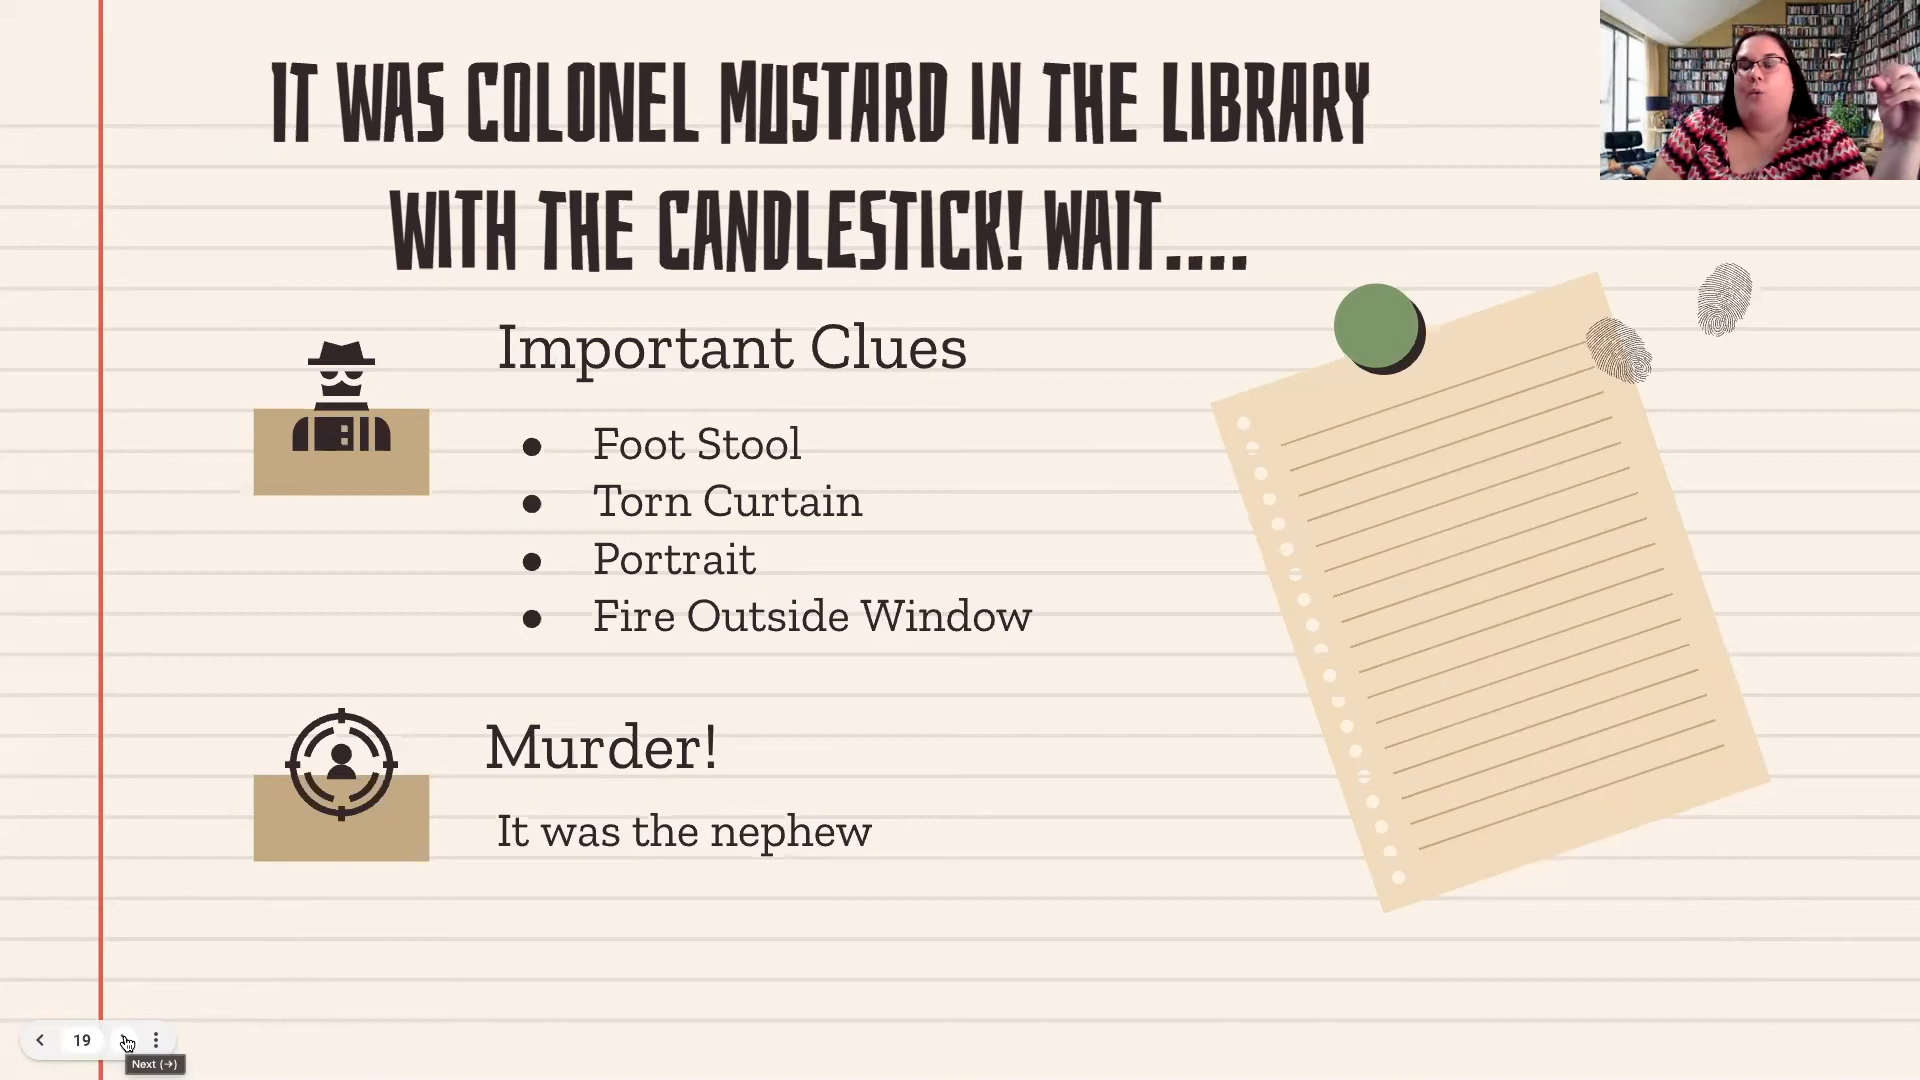 IT WAS COLONEL MUSTARD IN THE LIBRARY
WITH THE CANDLESTICK! WAIT....
Important Clues
● Foot Stool
● Torn Curtain
● Portrait
● Fire Outside Window
Murder!
It was the nephew
19
Next (→)